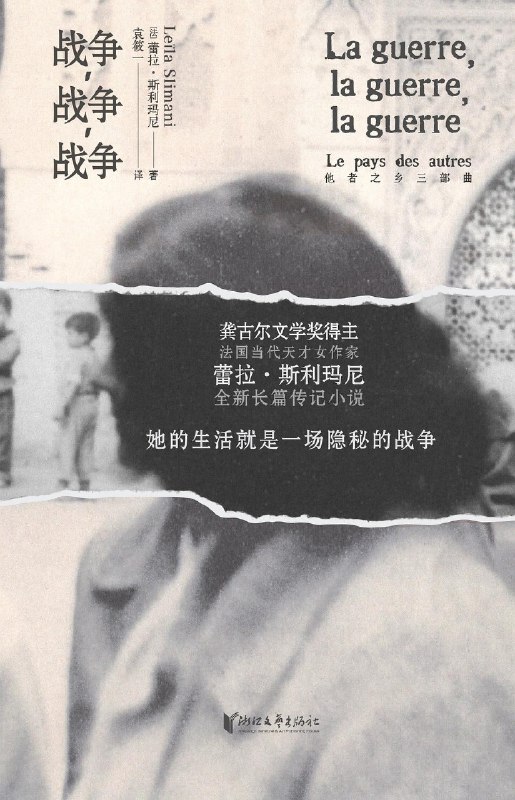 战争，
战争，
战争
Leïla Slimani
［法］蕾拉·斯利玛尼——著
袁筱一——译
La guerre,
la guerre,
la guerre
Le pays des autres
他者之乡三部曲
龚古尔文学奖得主
法国当代天才女作家
蕾拉·斯利玛尼
全新长篇传记小说
她的生活就是一场隐秘的战争
浙江文艺出版社